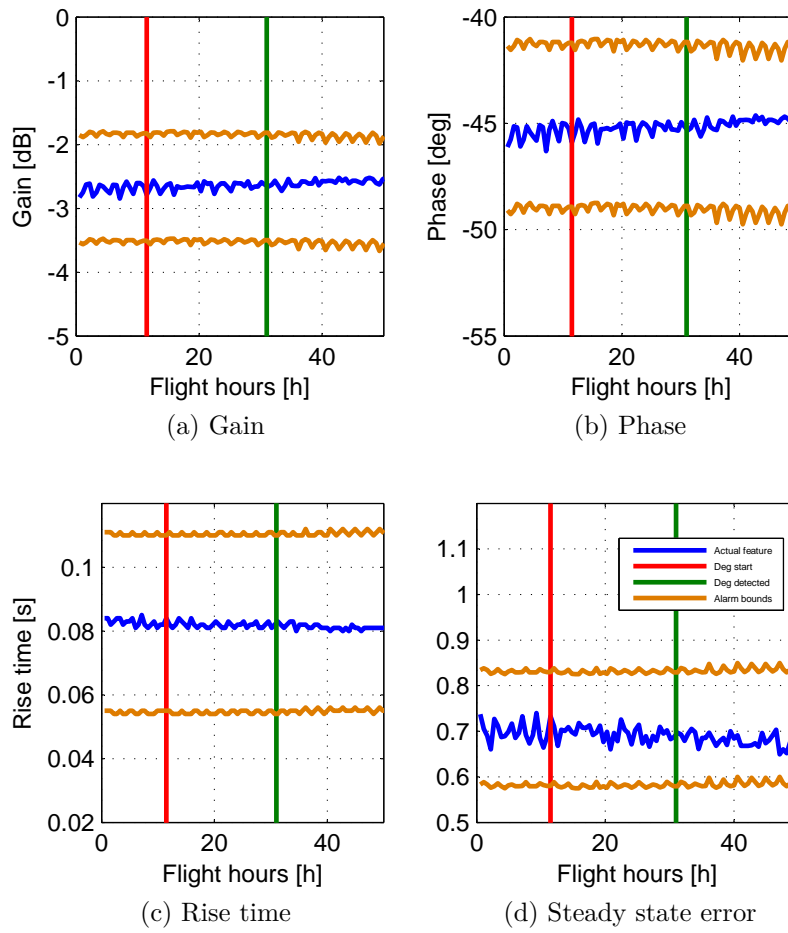 0
-1
-2
-3
-4
-5
Gain [dB]
0
20
40
Flight hours [h]
(a) Gain
-40
-45
-50
-55
Phase [deg]
0
20
40
Flight hours [h]
(b) Phase
0.1
0.08
0.06
0.04
0.02
Rise time [s]
0
20
40
Flight hours [h]
(c) Rise time
1.1
1
0.9
0.8
0.7
0.6
0.5
Actual feature
Deg start
Deg detected
Alarm bounds
0
20
40
Flight hours [h]
(d) Steady state error